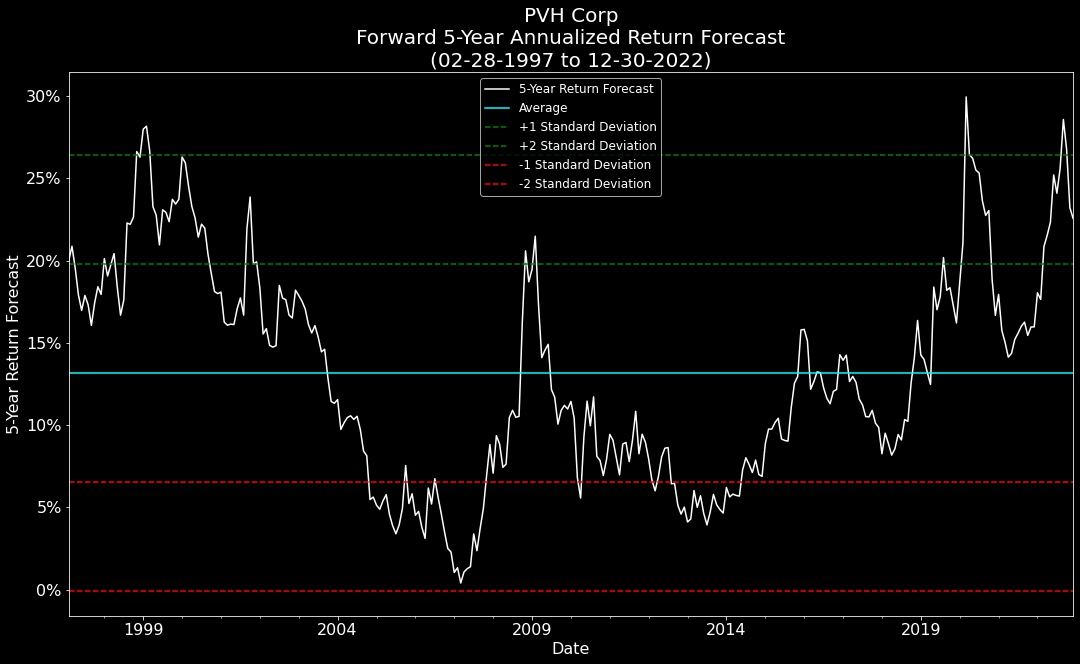 PVH Corp
Forward 5-Year Annualized Return Forecast
(02-28-1997 to 12-30-2022)
5-Year Return Forecast
Average
+1 Standard Deviation
+2 Standard Deviation
-1 Standard Deviation
-2 Standard Deviation
30%
25%
20%
15%
10%
5%
0%
5-Year Return Forecast
1999
2004
2009
2014
2019
Date